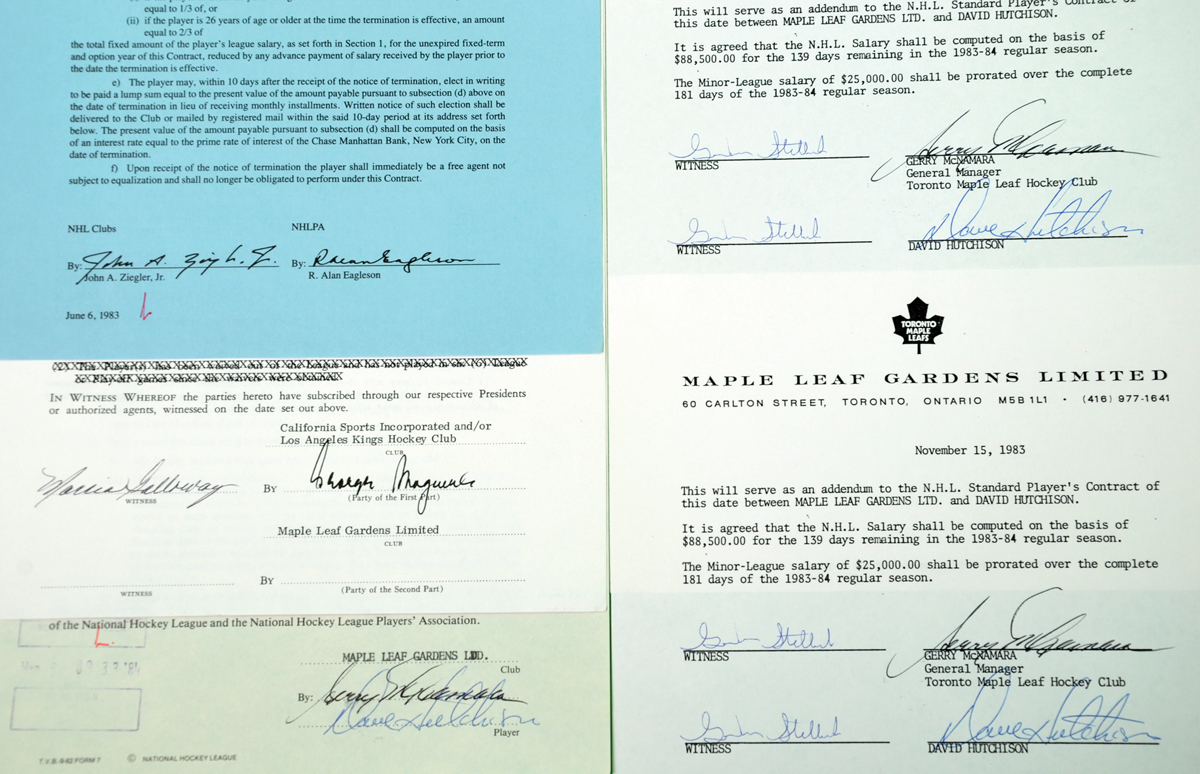 equal to 1/3 of, or
(ii) if the player is 26 years of age or older at the time the termination is effective, an amount
equal to 2/3 of
the total fixed amount of the player's league salary, as set forth in Section 1, for the unexpired fixed-term
and option year of this Contract, reduced by any advance payment of salary received by the player prior to
the date the termination is effective.
e) The player may, within 10 days after the receipt of the notice of termination, elect in writing
to be paid a lump sum equal to the present value of the amount payable pursuant to subsection (d) above on
the date of termination in lieu of receiving monthly installments. Written notice of such election shall be
delivered to the Club or mailed by registered mail within the said 10-day period at its address set forth
below. The present value of the amount payable pursuant to subsection (d) shall be computed on the basis
of an interest rate equal to the prime rate of interest of the Chase Manhattan Bank, New York City, on the
date of termination.
f) Upon receipt of the notice of termination the player shall immediately be a free agent not
subject to equalization and shall no longer be obligated to perform under this Contract.
NHL Clubs
NHLPA
By: John A. Ziegler, Jr.
By: R Alan Eagleson
John A. Ziegler, Jr.
R. Alan Eagleson
June 6, 1983
IN WITNESS WHEREOF the parties hereto have subscribed through our respective Presidents
or authorized agents, witnessed on the date set out above.
California Sports Incorporated and/or
Los Angeles Kings Hockey Club
CLUB
Marcia Galloway
By George Maguire
WITNESS
(Party of the First Part)
Maple Leaf Gardens Limited
CLUB
By
WITNESS
(Party of the Second Part)
of the National Hockey League and the National Hockey League Players' Association.
MAPLE LEAF GARDENS LTD.
Club
By: Gerry McNamara
Dave Hutchison
Player
T.V.B. 9-82 FORM 7 © NATIONAL HOCKEY LEAGUE
This will serve as an addendum to the N.H.L. Standard Player's Contract of
this date between MAPLE LEAF GARDENS LTD. and DAVID HUTCHISON.
It is agreed that the N.H.L. Salary shall be computed on the basis of
$88,500.00 for the 139 days remaining in the 1983-84 regular season.
The Minor-League salary of $25,000.00 shall be prorated over the complete
181 days of the 1983-84 regular season.
Gerry McNamara
WITNESS
GERRY McNAMARA
General Manager
Toronto Maple Leaf Hockey Club
Dave Hutchison
WITNESS
DAVID HUTCHISON
TORONTO
MAPLE
LEAFS
MAPLE LEAF GARDENS LIMITED
60 CARLTON STREET, TORONTO, ONTARIO M5B 1L1 • (416) 977-1641
November 15, 1983
This will serve as an addendum to the N.H.L. Standard Player's Contract of
this date between MAPLE LEAF GARDENS LTD. and DAVID HUTCHISON.
It is agreed that the N.H.L. Salary shall be computed on the basis of
$88,500.00 for the 139 days remaining in the 1983-84 regular season.
The Minor-League salary of $25,000.00 shall be prorated over the complete
181 days of the 1983-84 regular season.
Gerry McNamara
WITNESS
GERRY McNAMARA
General Manager
Toronto Maple Leaf Hockey Club
Dave Hutchison
WITNESS
DAVID HUTCHISON